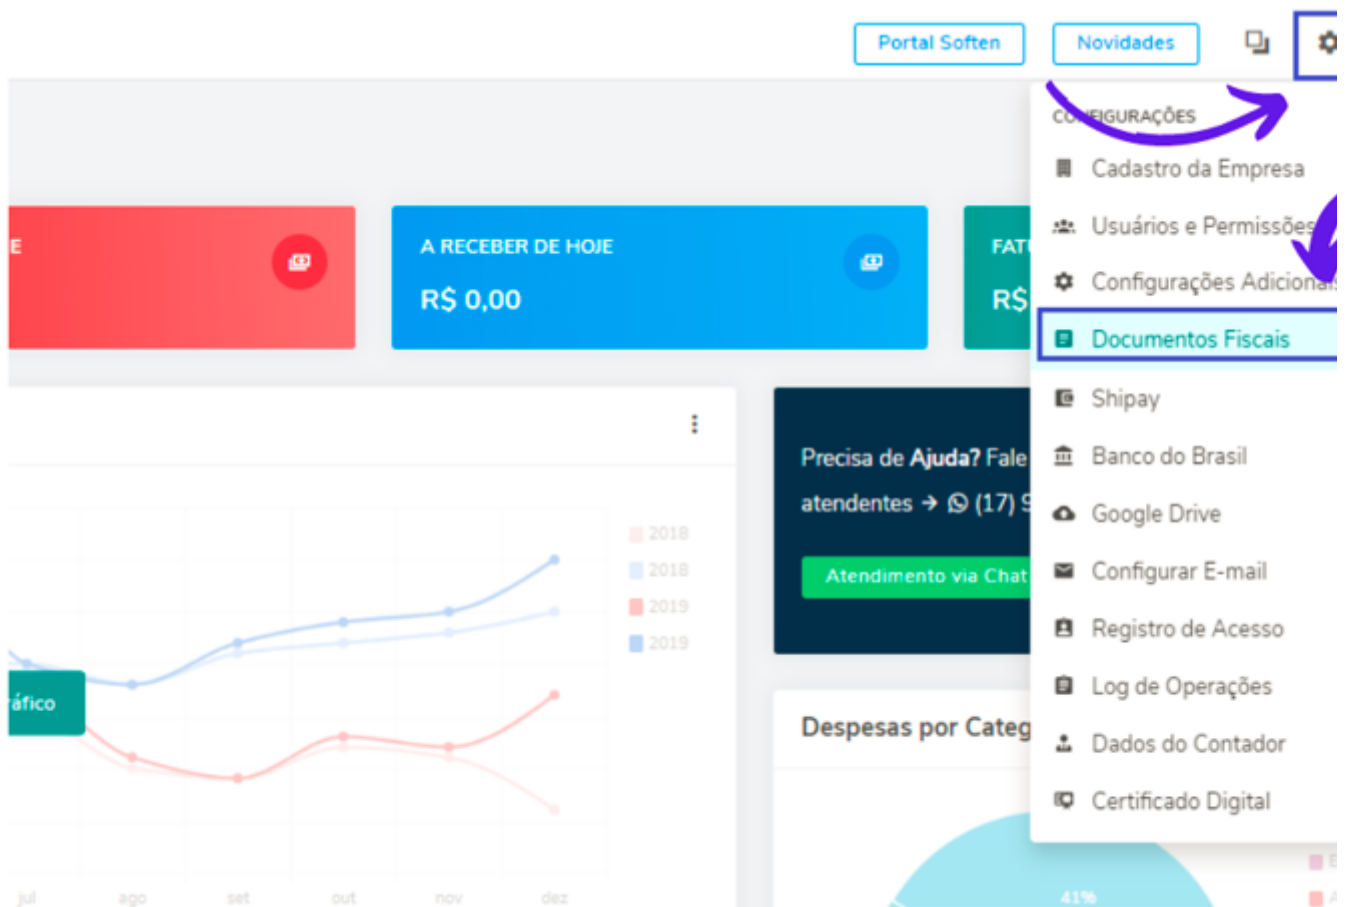 Portal Soften
Novidades
CONFIGURAÇÕES
Cadastro da Empresa
Usuários e Permissões
Configurações Adicionais
Documentos Fiscais
Shipay
Banco do Brasil
Google Drive
Configurar E-mail
Registro de Acesso
Log de Operações
Dados do Contador
Certificado Digital
E
A RECEBER DE HOJE
R$ 0,00
FATU
R$
Precisa de Ajuda? Fale
atendentes → (17) 9
Atendimento via Chat
2018
2018
2019
2019
áfico
jul ago set out nov dez
Despesas por Categ
41%
E
A